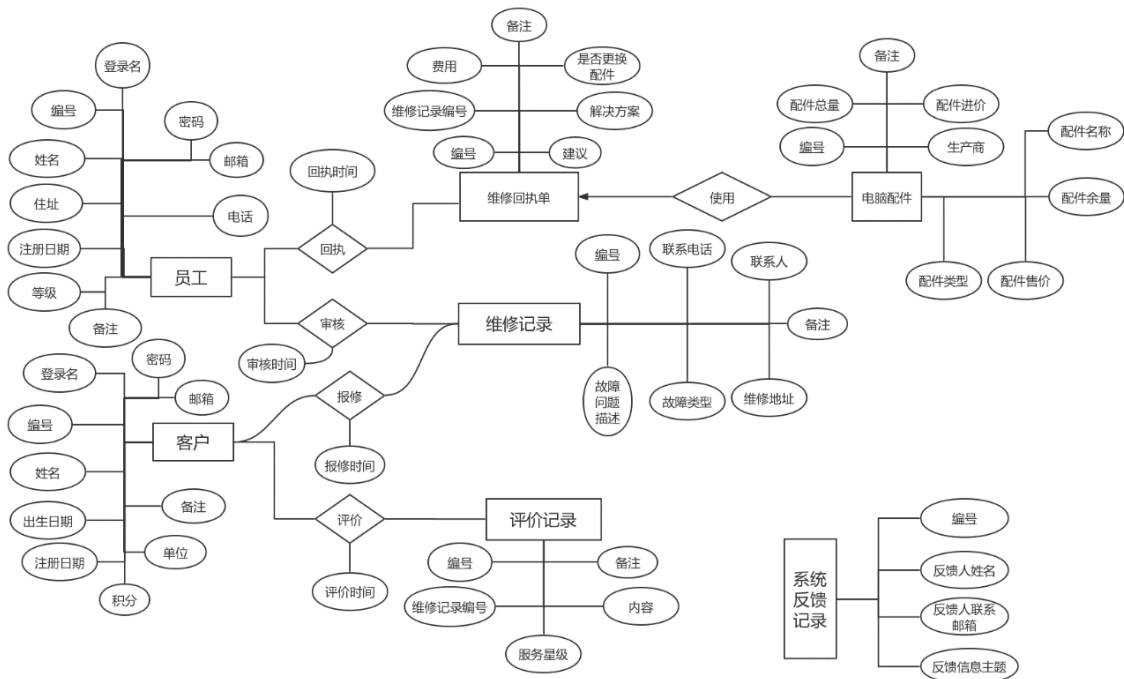 备注
登录名
费用
是否更换
配件
备注
编号
密码
维修记录编号
解决方案
配件总量
配件进价
配件名称
姓名
邮箱
回执时间
编号
建议
编号
生产商
住址
电话
维修回执单
使用
电脑配件
配件余量
注册日期
回执
编号
联系电话
联系人
员工
配件类型
配件售价
等级
备注
审核
维修记录
备注
密码
审核时间
登录名
邮箱
报修
故障
问题
描述
故障类型
维修地址
编号
客户
姓名
报修时间
备注
出生日期
评价
评价记录
编号
注册日期
单位
编号
备注
系统
反馈
记录
反馈人姓名
积分
评价时间
维修记录编号
内容
反馈人联系
邮箱
服务星级
反馈信息主题